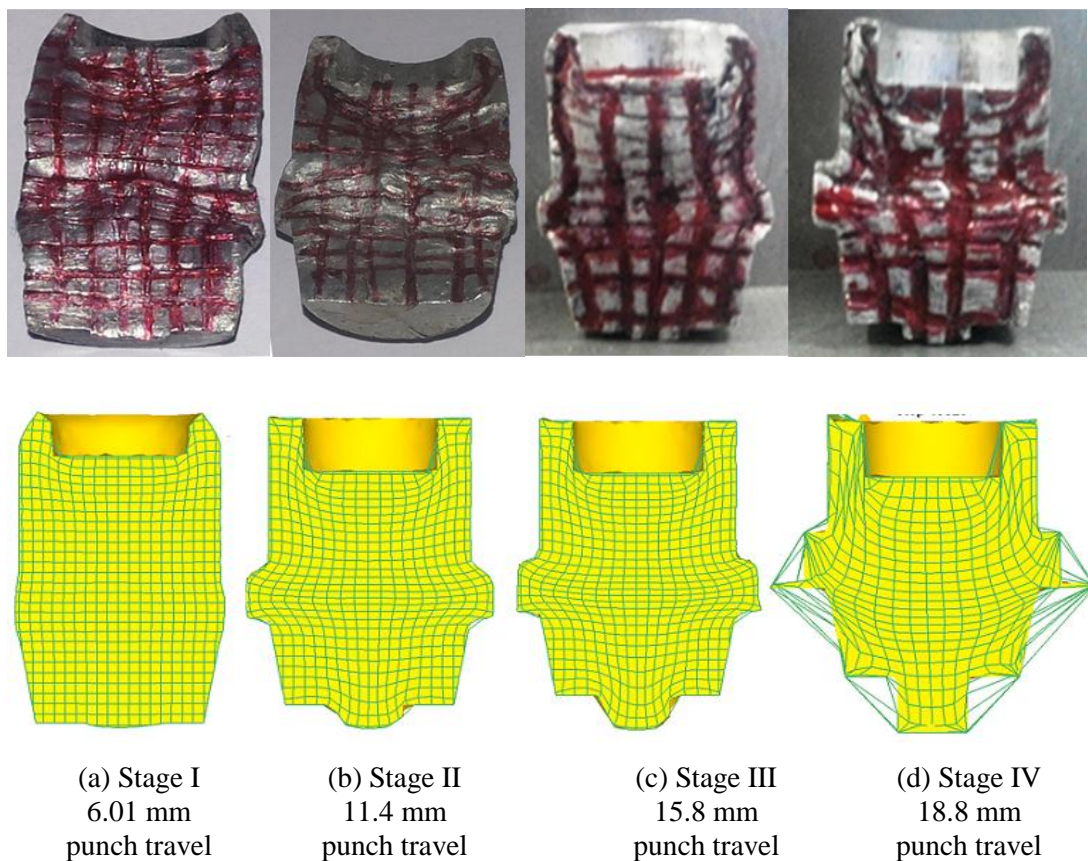 (a) Stage I
6.01 mm
punch travel
(b) Stage II
11.4 mm
punch travel
(c) Stage III
15.8 mm
punch travel
(d) Stage IV
18.8 mm
punch travel